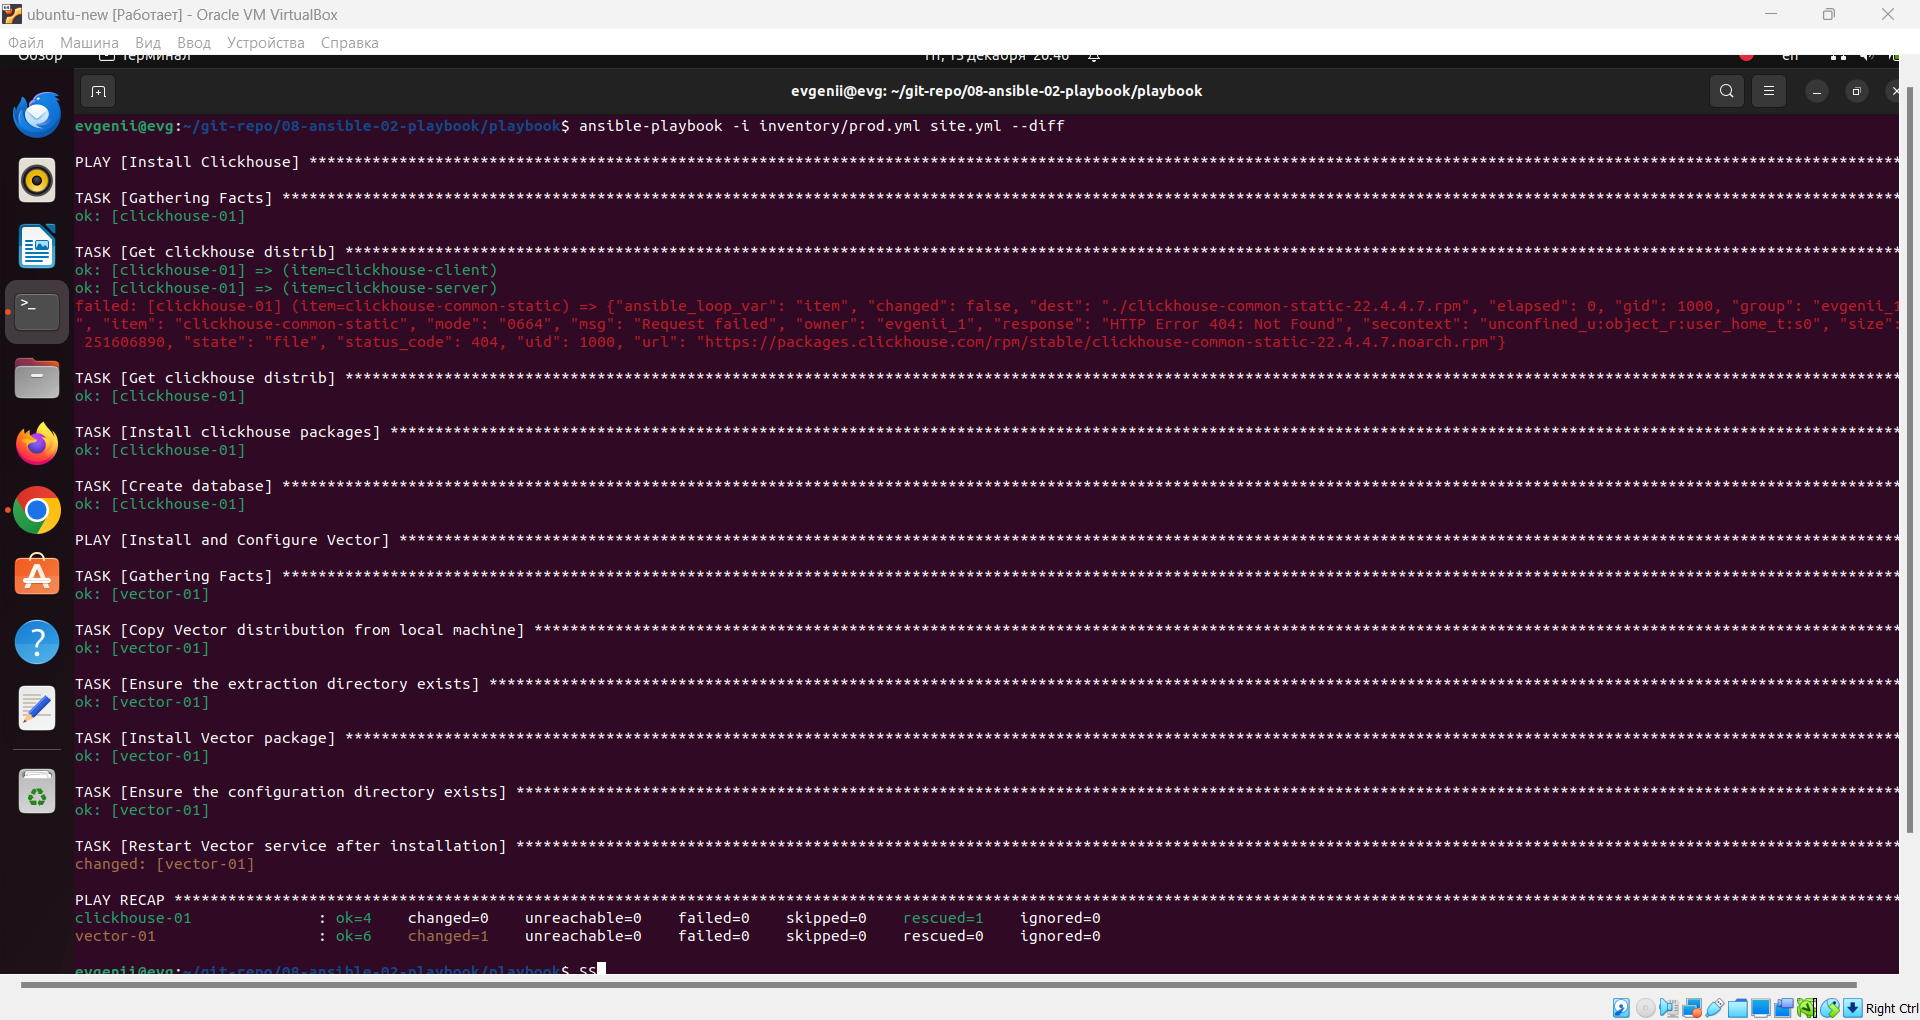 ubuntu-new [Работает] - Oracle VM VirtualBox
Файл Машина Вид Ввод Устройства Справка
Обзор Терминал Пт, 13 декабря 20:46 en
evgenii@evg: ~/git-repo/08-ansible-02-playbook/playbook
evgenii@evg:~/git-repo/08-ansible-02-playbook/playbook$ ansible-playbook -i inventory/prod.yml site.yml --diff
PLAY [Install Clickhouse] ****************************************************************************
TASK [Gathering Facts] ****************************************************************************
ok: [clickhouse-01]
TASK [Get clickhouse distrib] ****************************************************************************
ok: [clickhouse-01] => (item=clickhouse-client)
ok: [clickhouse-01] => (item=clickhouse-server)
failed: [clickhouse-01] (item=clickhouse-common-static) => {"ansible_loop_var": "item", "changed": false, "dest": "./clickhouse-common-static-22.4.4.7.rpm", "elapsed": 0, "gid": 1000, "group": "evgenii_1
", "item": "clickhouse-common-static", "mode": "0664", "msg": "Request failed", "owner": "evgenii_1", "response": "HTTP Error 404: Not Found", "secontext": "unconfined_u:object_r:user_home_t:s0", "size":
251606890, "state": "file", "status_code": 404, "uid": 1000, "url": "https://packages.clickhouse.com/rpm/stable/clickhouse-common-static-22.4.4.7.noarch.rpm"}
TASK [Get clickhouse distrib] ****************************************************************************
ok: [clickhouse-01]
TASK [Install clickhouse packages] ****************************************************************************
ok: [clickhouse-01]
TASK [Create database] ****************************************************************************
ok: [clickhouse-01]
PLAY [Install and Configure Vector] ****************************************************************************
TASK [Gathering Facts] ****************************************************************************
ok: [vector-01]
TASK [Copy Vector distribution from local machine] ****************************************************************************
ok: [vector-01]
TASK [Ensure the extraction directory exists] ****************************************************************************
ok: [vector-01]
TASK [Install Vector package] ****************************************************************************
ok: [vector-01]
TASK [Ensure the configuration directory exists] ****************************************************************************
ok: [vector-01]
TASK [Restart Vector service after installation] ****************************************************************************
changed: [vector-01]
PLAY RECAP ****************************************************************************
clickhouse-01 : ok=4 changed=0 unreachable=0 failed=0 skipped=0 rescued=1 ignored=0
vector-01 : ok=6 changed=1 unreachable=0 failed=0 skipped=0 rescued=0 ignored=0
evgenii@evg:~/git-repo/08-ansible-02-playbook/playbook$ SS
Right Ctrl